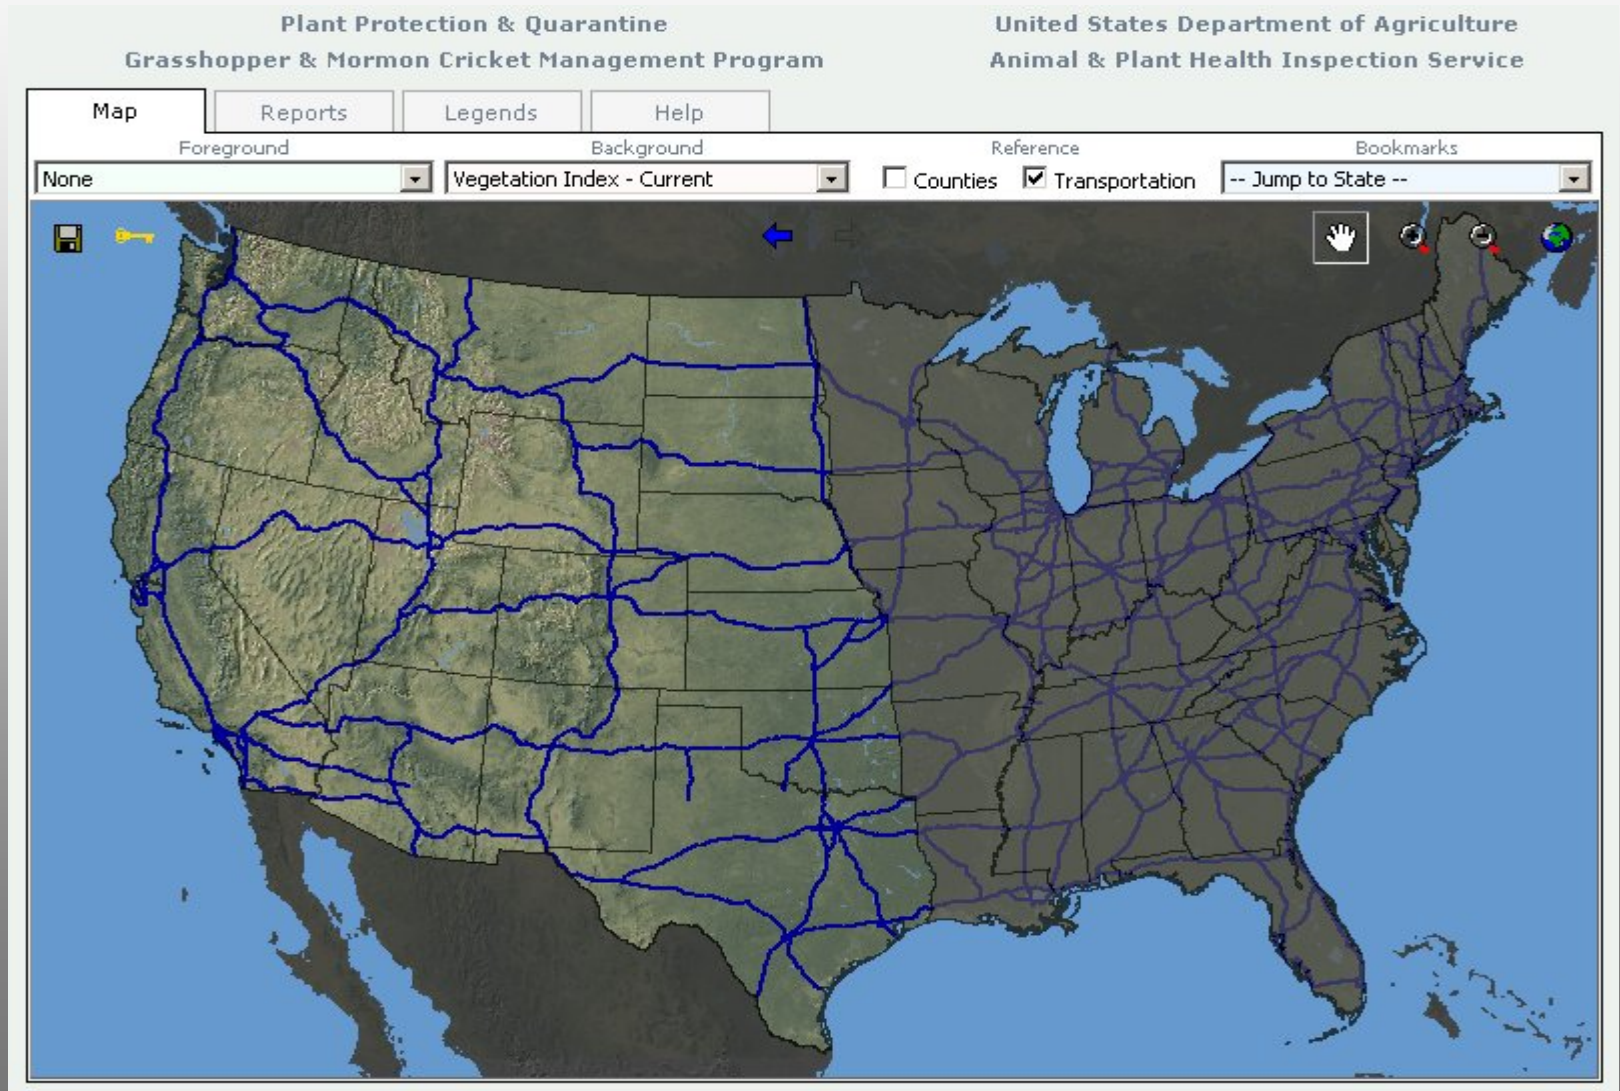 Plant Protection & Quarantine
United States Department of Agriculture
Grasshopper & Mormon Cricket Management Program
Animal & Plant Health Inspection Service
Map
Reports
Legends
Help
Foreground
Background
Reference
Bookmarks
None
Vegetation Index - Current
Counties
Transportation
-- Jump to State --